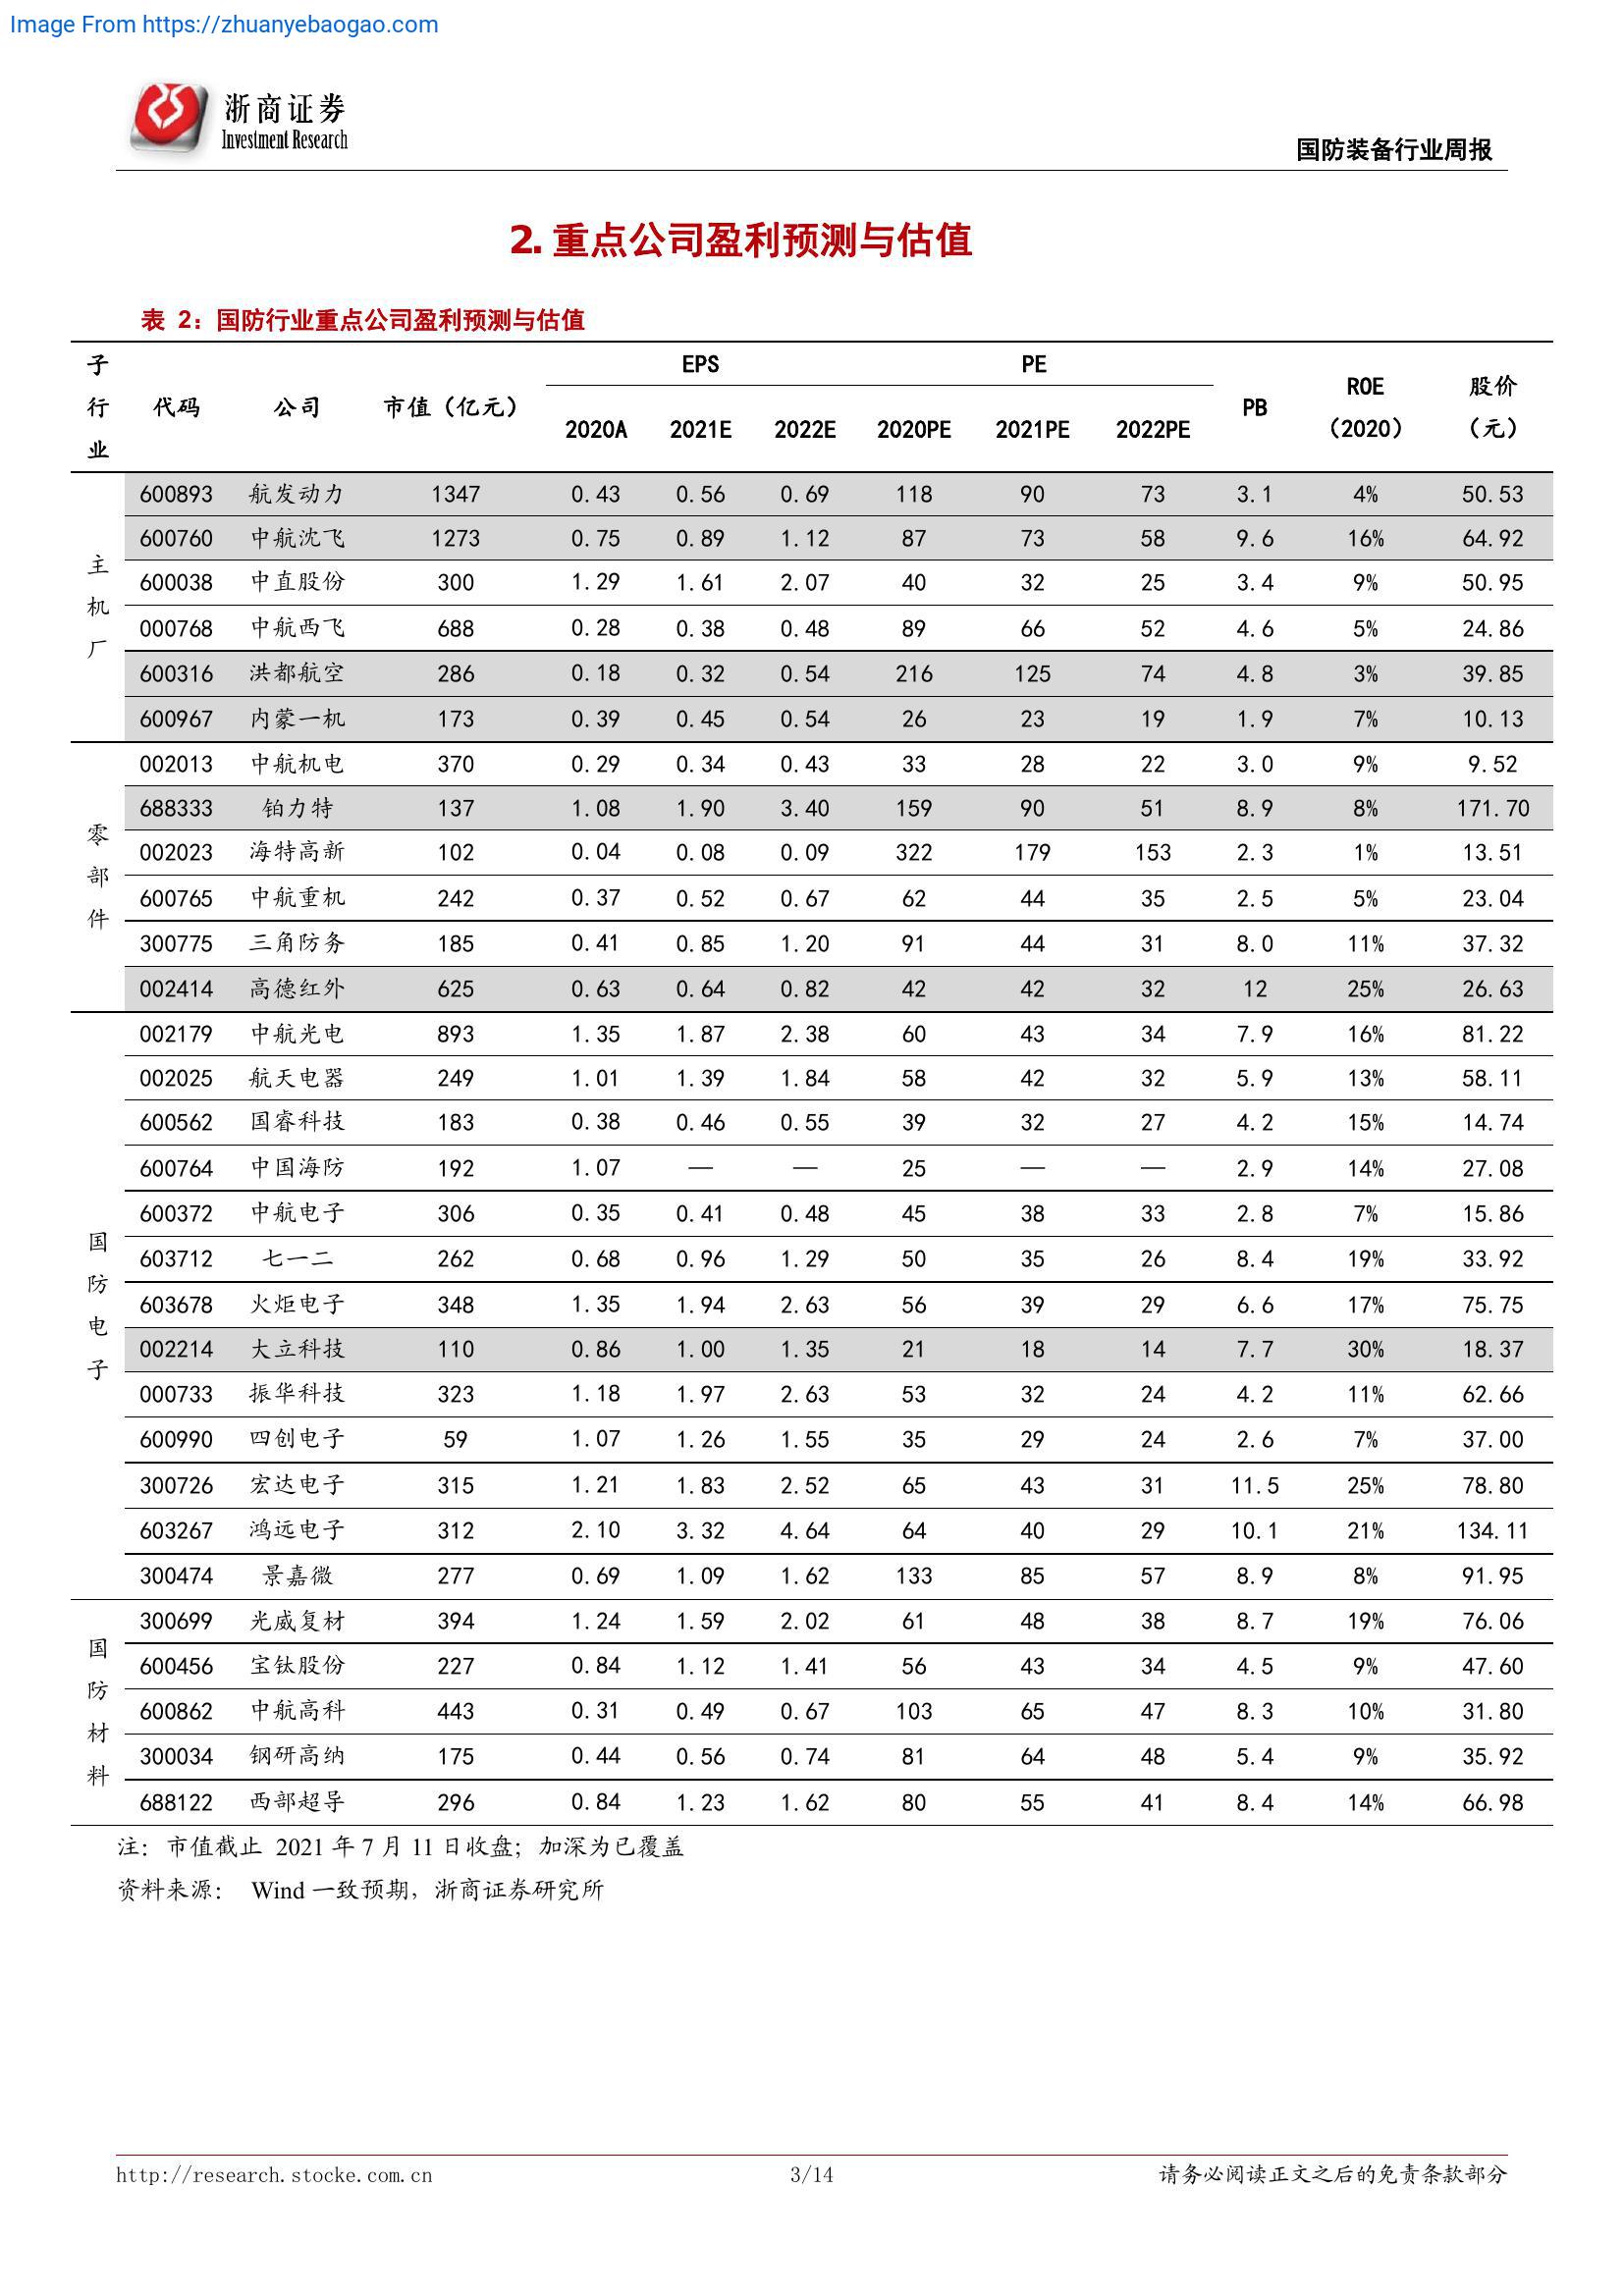 Image From https://zhuanyebaogao.com
浙商证券
Investment Research
国防装备行业周报
2. 重点公司盈利预测与估值
表 2：国防行业重点公司盈利预测与估值
子行业 代码 公司 市值（亿元） EPS PE PB ROE（2020） 股价（元）
2020A 2021E 2022E 2020PE 2021PE 2022PE
主机厂
600893 航发动力 1347 0.43 0.56 0.69 118 90 73 3.1 4% 50.53
600760 中航沈飞 1273 0.75 0.89 1.12 87 73 58 9.6 16% 64.92
600038 中直股份 300 1.29 1.61 2.07 40 32 25 3.4 9% 50.95
000768 中航西飞 688 0.28 0.38 0.48 89 66 52 4.6 5% 24.86
600316 洪都航空 286 0.18 0.32 0.54 216 125 74 4.8 3% 39.85
600967 内蒙一机 173 0.39 0.45 0.54 26 23 19 1.9 7% 10.13
零部件
002013 中航机电 370 0.29 0.34 0.43 33 28 22 3.0 9% 9.52
688333 铂力特 137 1.08 1.90 3.40 159 90 51 8.9 8% 171.70
002023 海特高新 102 0.04 0.08 0.09 322 179 153 2.3 1% 13.51
600765 中航重机 242 0.37 0.52 0.67 62 44 35 2.5 5% 23.04
300775 三角防务 185 0.41 0.85 1.20 91 44 31 8.0 11% 37.32
002414 高德红外 625 0.63 0.64 0.82 42 42 32 12 25% 26.63
国防电子
002179 中航光电 893 1.35 1.87 2.38 60 43 34 7.9 16% 81.22
002025 航天电器 249 1.01 1.39 1.84 58 42 32 5.9 13% 58.11
600562 国睿科技 183 0.38 0.46 0.55 39 32 27 4.2 15% 14.74
600764 中国海防 192 1.07 — — 25 — — 2.9 14% 27.08
600372 中航电子 306 0.35 0.41 0.48 45 38 33 2.8 7% 15.86
603712 七一二 262 0.68 0.96 1.29 50 35 26 8.4 19% 33.92
603678 火炬电子 348 1.35 1.94 2.63 56 39 29 6.6 17% 75.75
002214 大立科技 110 0.86 1.00 1.35 21 18 14 7.7 30% 18.37
000733 振华科技 323 1.18 1.97 2.63 53 32 24 4.2 11% 62.66
600990 四创电子 59 1.07 1.26 1.55 35 29 24 2.6 7% 37.00
300726 宏达电子 315 1.21 1.83 2.52 65 43 31 11.5 25% 78.80
603267 鸿远电子 312 2.10 3.32 4.64 64 40 29 10.1 21% 134.11
300474 景嘉微 277 0.69 1.09 1.62 133 85 57 8.9 8% 91.95
国防材料
300699 光威复材 394 1.24 1.59 2.02 61 48 38 8.7 19% 76.06
600456 宝钛股份 227 0.84 1.12 1.41 56 43 34 4.5 9% 47.60
600862 中航高科 443 0.31 0.49 0.67 103 65 47 8.3 10% 31.80
300034 钢研高纳 175 0.44 0.56 0.74 81 64 48 5.4 9% 35.92
688122 西部超导 296 0.84 1.23 1.62 80 55 41 8.4 14% 66.98
注：市值截止 2021 年 7 月 11 日收盘；加深为已覆盖
资料来源： Wind 一致预期，浙商证券研究所
http://research.stocke.com.cn 3/14 请务必阅读正文之后的免责条款部分